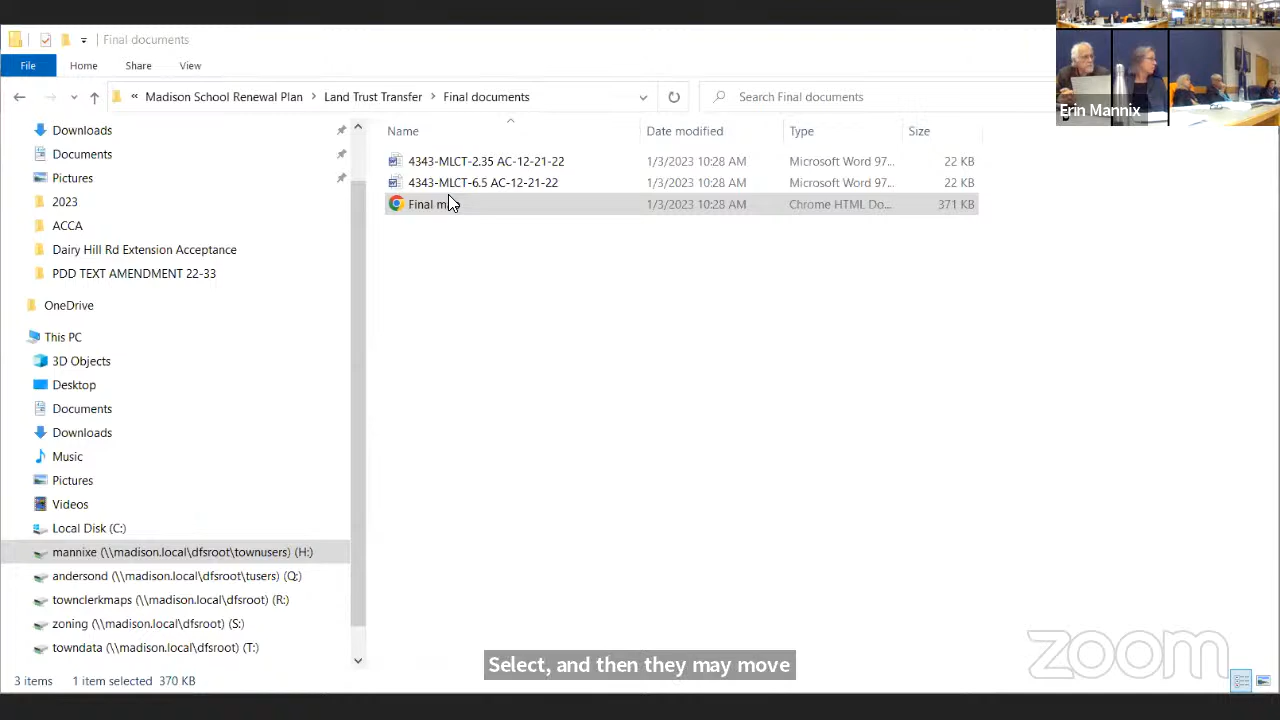 Final documents
File Home Share View
« Madison School Renewal Plan > Land Trust Transfer > Final documents
Search Final documents
Erin Mannix
Name Date modified Type Size
4343-MLCT-2.35 AC-12-21-22 1/3/2023 10:28 AM Microsoft Word 97... 22 KB
4343-MLCT-6.5 AC-12-21-22 1/3/2023 10:28 AM Microsoft Word 97... 22 KB
Final 1/3/2023 10:28 AM Chrome HTML Do... 371 KB
Downloads
Documents
Pictures
2023
ACCA
Dairy Hill Rd Extension Acceptance
PDD TEXT AMENDMENT 22-33
OneDrive
This PC
3D Objects
Desktop
Documents
Downloads
Music
Pictures
Videos
Local Disk (C:)
mannixe (\\madison.local\dfsroot\townusers) (H:)
andersond (\\madison.local\dfsroot\tusers) (Q:)
townclerkmaps (\\madison.local\dfsroot) (R:)
zoning (\\madison.local\dfsroot) (S:)
towndata (\\madison.local\dfsroot) (T:)
zoom
Select, and then they may move
3 items 1 item selected 370 KB